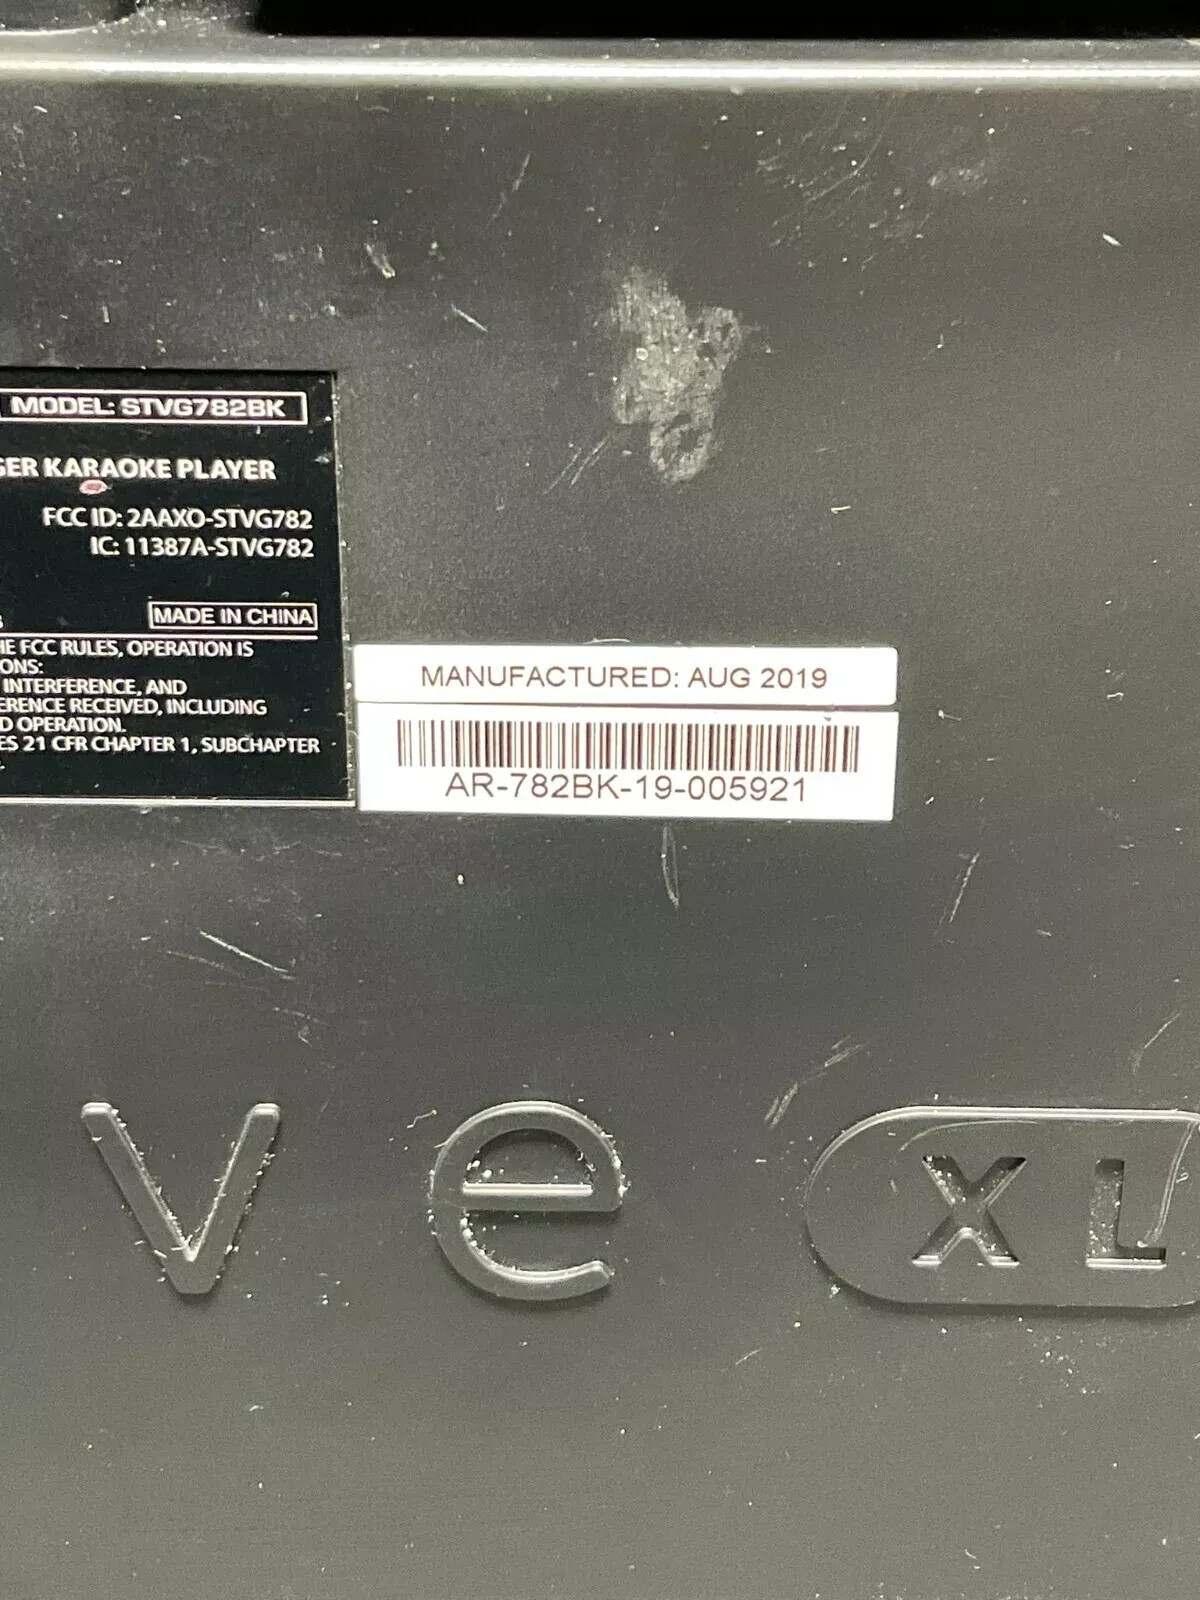 MODEL: STVG782BK
GER KARAOKE PLAYER
FCC ID: 2AAXO-STVG782
IC: 11387A-STVG782
MADE IN CHINA
HE FCC RULES, OPERATION IS
ONS:
INTERFERENCE, AND
ERENCE RECEIVED, INCLUDING
D OPERATION.
ES 21 CFR CHAPTER 1, SUBCHAPTER
MANUFACTURED: AUG 2019
AR-782BK-19-005921
ve XL